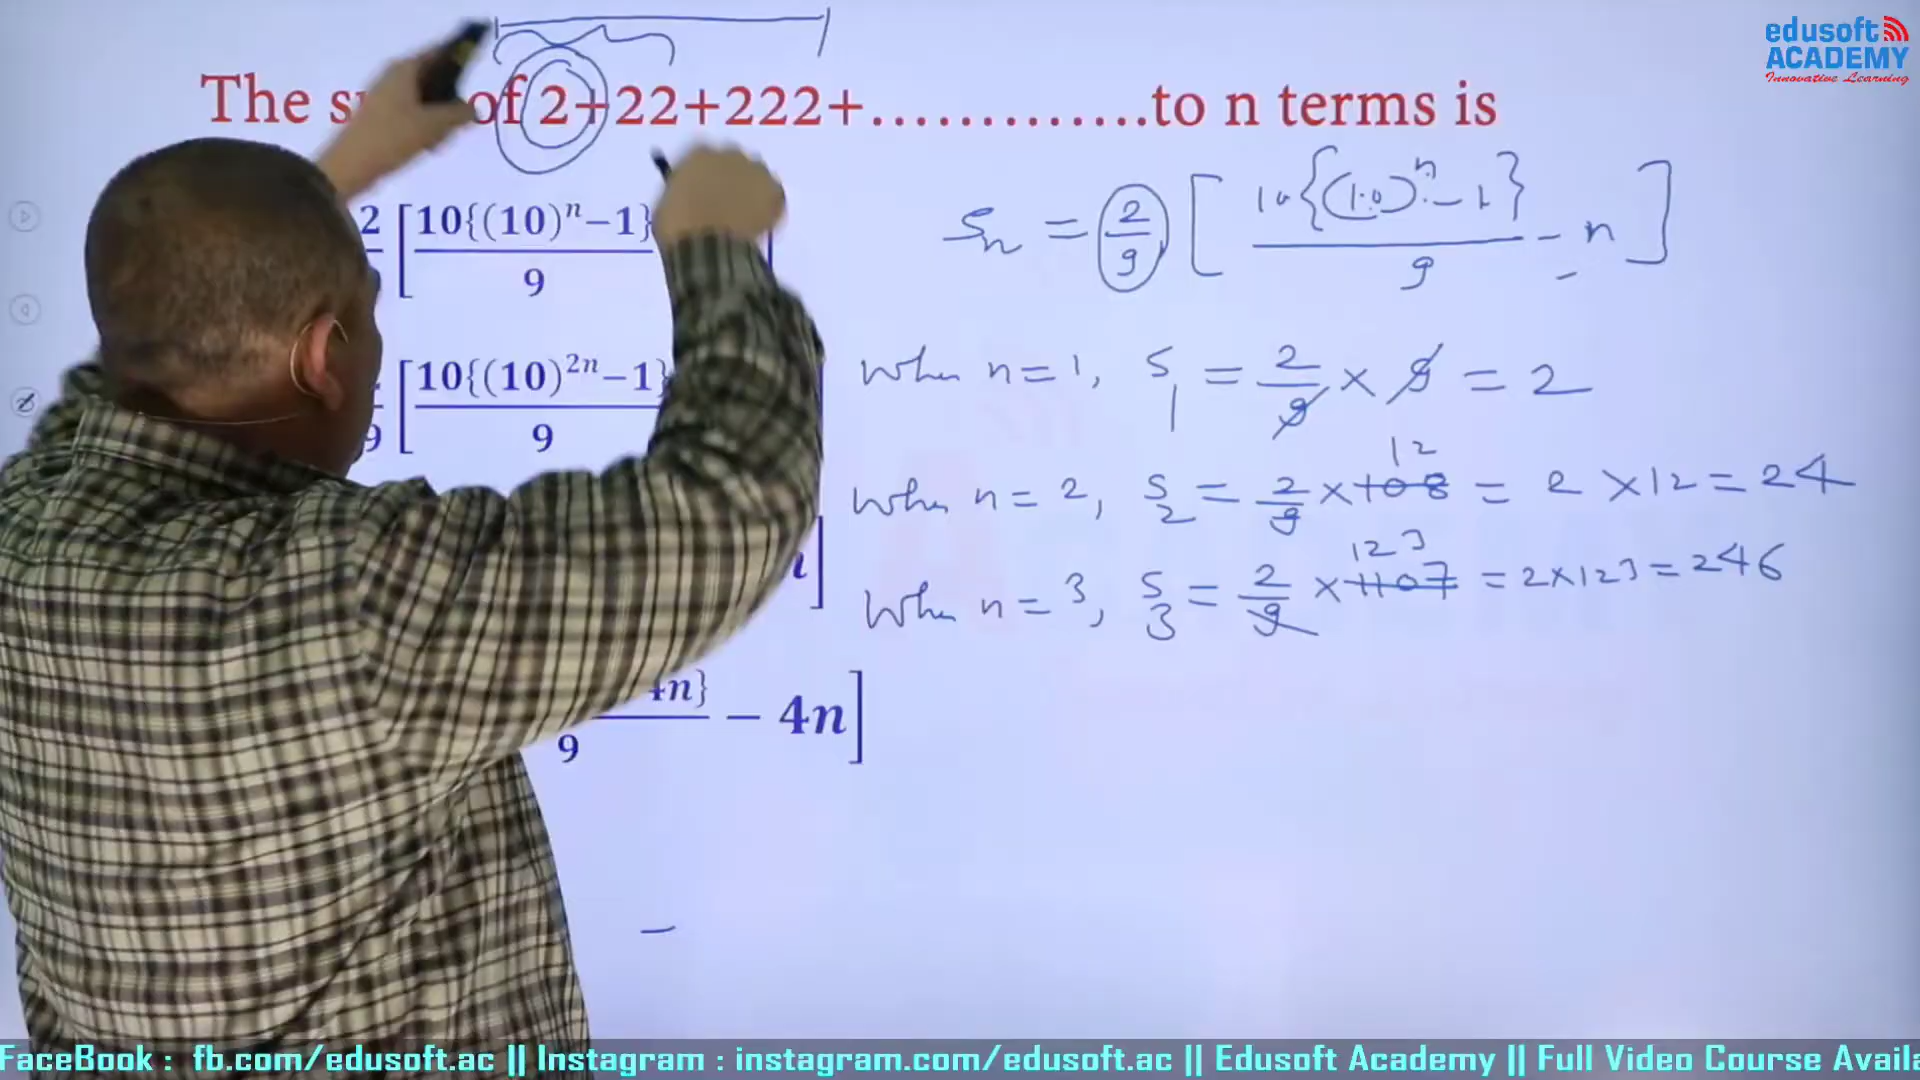 edusoft
ACADEMY
Innovative Learning
The of 2+22+222+.............to n terms is
2/9 [10{(10)ⁿ−1}/9
Sn = 2/9 [10{(10)ⁿ-1}/9 - n]
When n=1, S1 = 2/9 × 9 = 2
[10{(10)²ⁿ−1}/9
12
When n=2, S2 = 2/9 × 108 = 2 ×12=24
123
When n=3, S3 = 2/9 ×1107 =2×123=246
]
4n}/9 − 4n]
FaceBook : fb.com/edusoft.ac || Instagram : instagram.com/edusoft.ac || Edusoft Academy || Full Video Course Availa